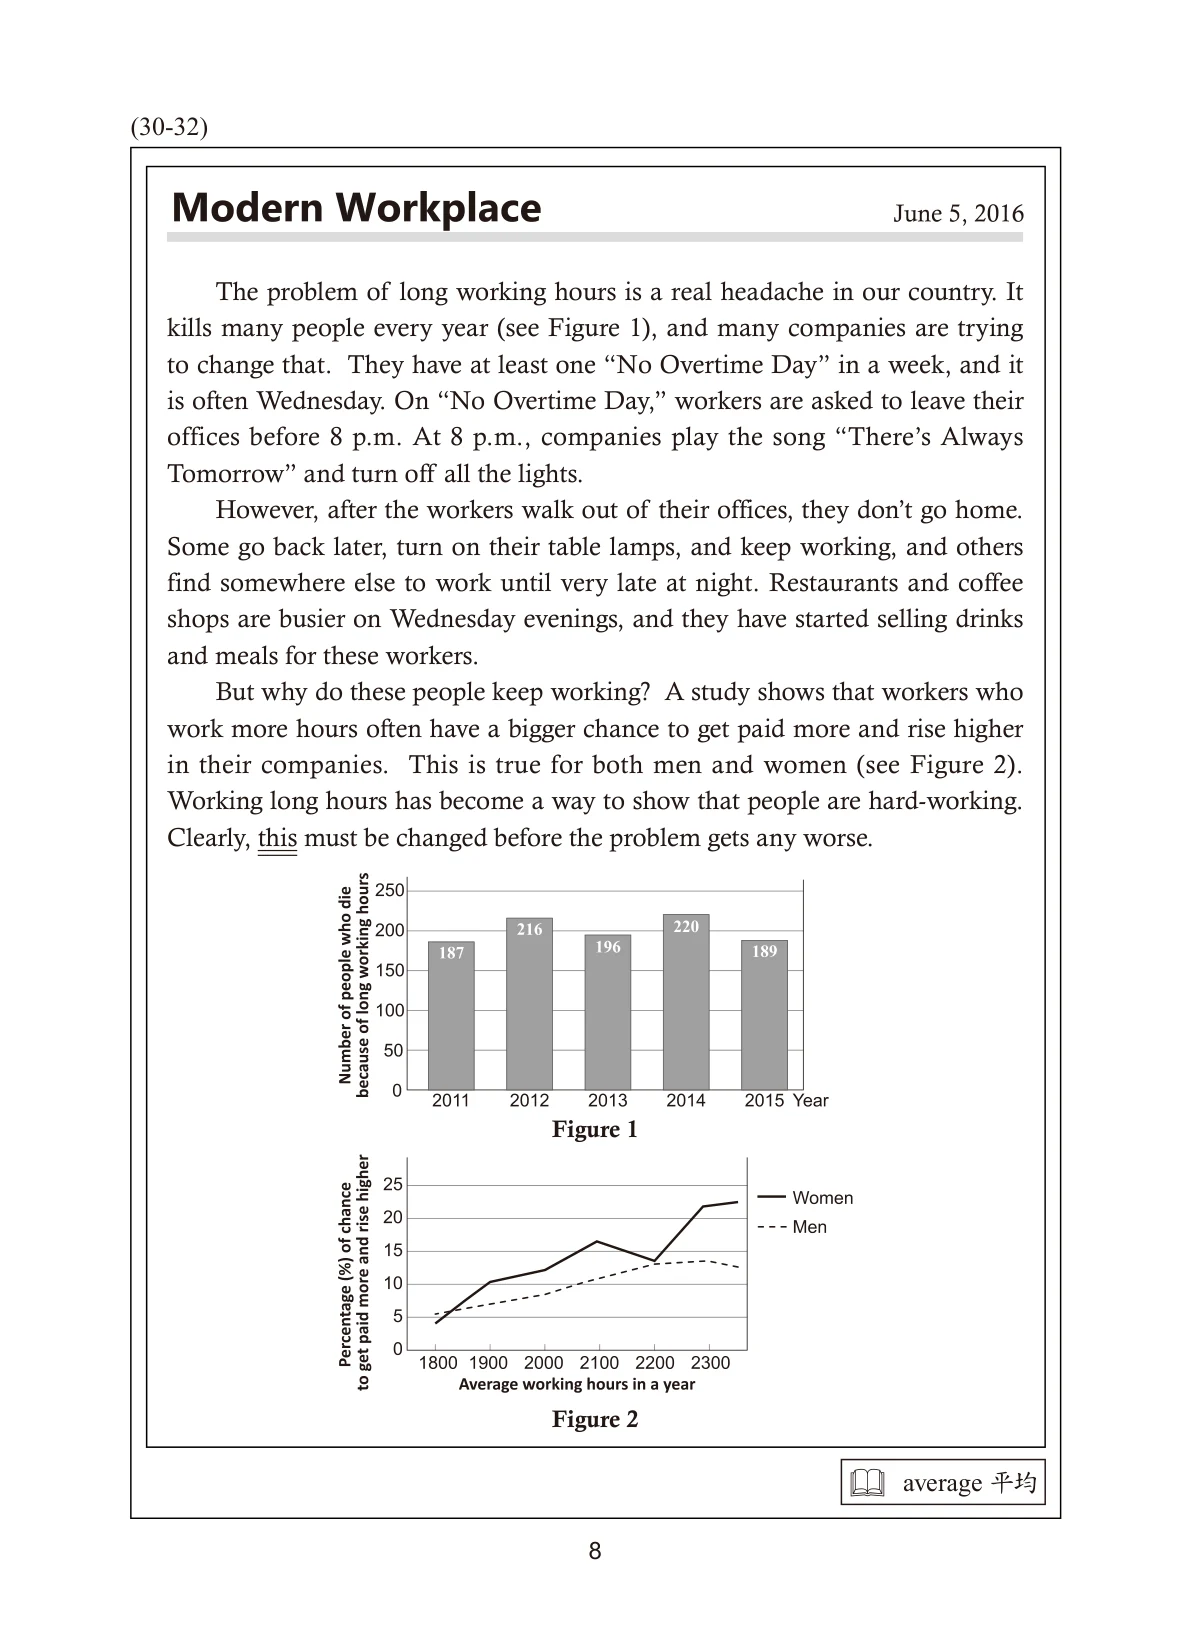 (30-32)
Modern Workplace
June 5, 2016
The problem of long working hours is a real headache in our country. It
kills many people every year (see Figure 1), and many companies are trying
to change that. They have at least one “No Overtime Day” in a week, and it
is often Wednesday. On “No Overtime Day,” workers are asked to leave their
offices before 8 p.m. At 8 p.m., companies play the song “There’s Always
Tomorrow” and turn off all the lights.
However, after the workers walk out of their offices, they don’t go home.
Some go back later, turn on their table lamps, and keep working, and others
find somewhere else to work until very late at night. Restaurants and coffee
shops are busier on Wednesday evenings, and they have started selling drinks
and meals for these workers.
But why do these people keep working? A study shows that workers who
work more hours often have a bigger chance to get paid more and rise higher
in their companies. This is true for both men and women (see Figure 2).
Working long hours has become a way to show that people are hard-working.
Clearly, this must be changed before the problem gets any worse.
Number of people who die
because of long working hours
250
200
150
100
50
0
187
216
196
220
189
2011 2012 2013 2014 2015 Year
Figure 1
Percentage (%) of chance
to get paid more and rise higher
25
20
15
10
5
0
Women
Men
1800 1900 2000 2100 2200 2300
Average working hours in a year
Figure 2
average 平均
8